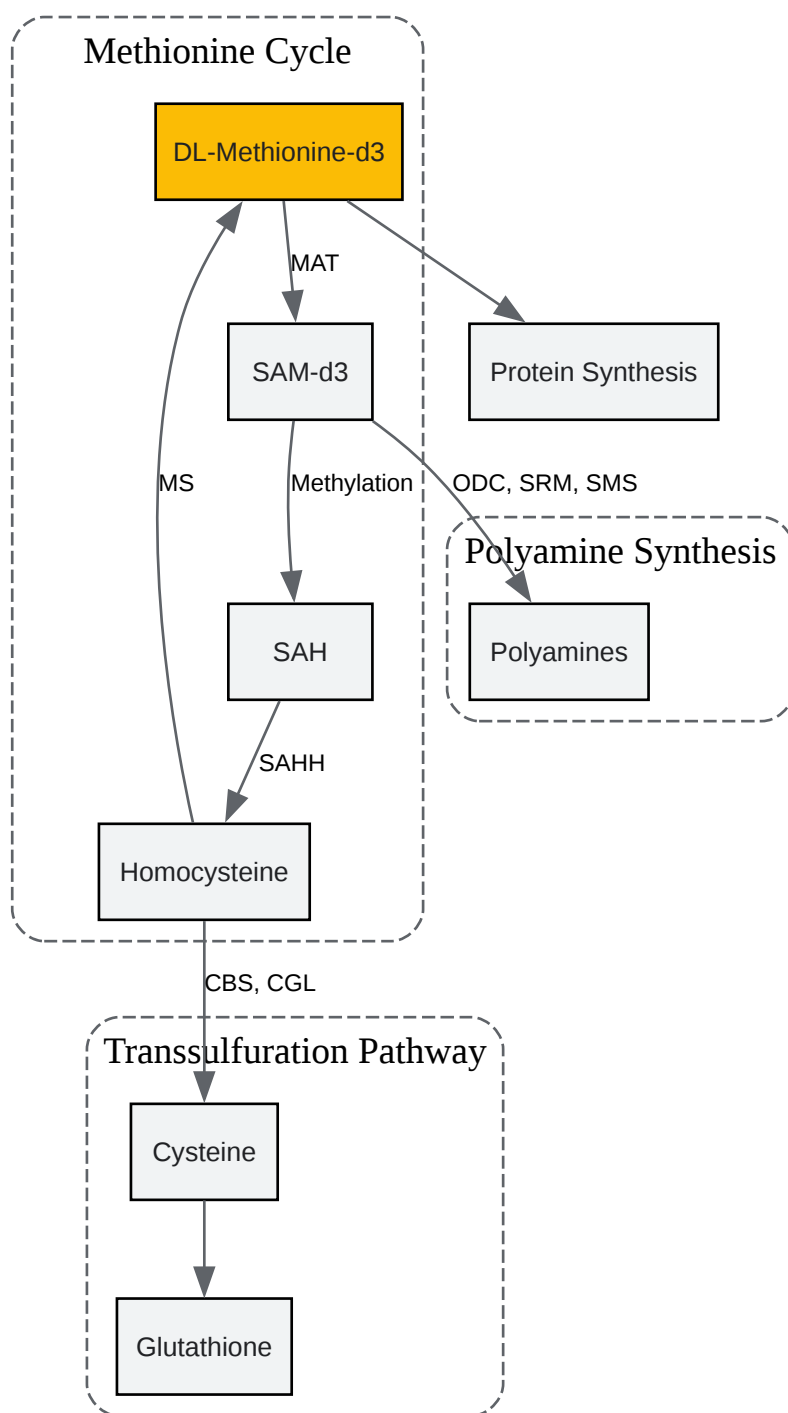 Methionine Cycle
DL-Methionine-d3
MAT
SAM-d3
Protein Synthesis
MS
Methylation
ODC, SRM, SMS
Polyamine Synthesis
SAH
Polyamines
SAHH
Homocysteine
CBS, CGL
Transsulfuration Pathway
Cysteine
Glutathione